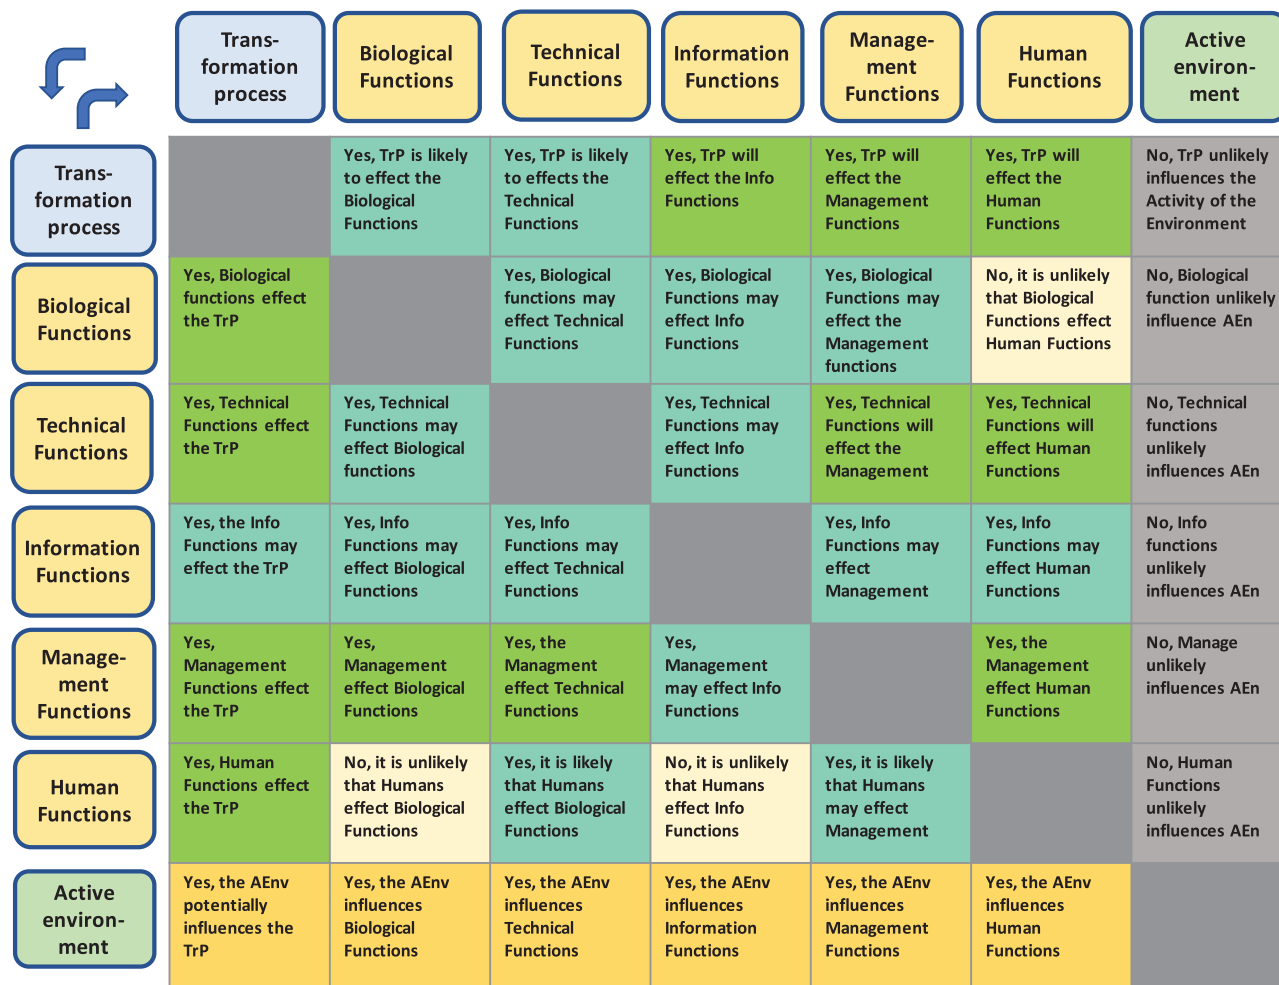 Trans-
formation
process
Biological
Functions
Technical
Functions
Information
Functions
Manage-
ment
Functions
Human
Functions
Active
environ-
ment
Trans-
formation
process
Yes, TrP is likely
to effect the
Biological
Functions
Yes, TrP is likely
to effects the
Technical
Functions
Yes, TrP will
effect the Info
Functions
Yes, TrP will
effect the
Management
Functions
Yes, TrP will
effect the
Human
Functions
No, TrP unlikely
influences the
Activity of the
Environment
Biological
Functions
Yes, Biological
functions effect
the TrP
Yes, Biological
functions may
effect Technical
Functions
Yes, Biological
Functions may
effect Info
Functions
Yes, Biological
Functions may
effect the
Management
functions
No, it is unlikely
that Biological
Functions effect
Human Fuctions
No, Biological
function unlikely
influence AEn
Technical
Functions
Yes, Technical
Functions effect
the TrP
Yes, Technical
Functions may
effect Biological
functions
Yes, Technical
Functions may
effect Info
Functions
Yes, Technical
Functions will
effect the
Management
Yes, Technical
Functions will
effect Human
Functions
No, Technical
functions
unlikely
influences AEn
Information
Functions
Yes, the Info
Functions may
effect the TrP
Yes, Info
Functions may
effect Biological
Functions
Yes, Info
Functions may
effect Technical
Functions
Yes, Info
Functions may
effect
Management
Yes, Info
Functions may
effect Human
Functions
No, Info
functions
unlikely
influences AEn
Manage-
ment
Functions
Yes,
Management
Functions effect
the TrP
Yes,
Management
effect Biological
Functions
Yes, the
Managment
effect Technical
Functions
Yes,
Management
may effect Info
Functions
Yes, the
Management
effect Human
Functions
No, Manage
unlikely
influences AEn
Human
Functions
Yes, Human
Functions effect
the TrP
No, it is unlikely
that Humans
effect Biological
Functions
Yes, it is likely
that Humans
effect Biological
Functions
No, it is unlikely
that Humans
effect Info
Functions
Yes, it is likely
that Humans
may effect
Management
No, Human
Functions
unlikely
influences AEn
Active
environ-
ment
Yes, the AEnv
potentially
influences the
TrP
Yes, the AEnv
influences
Biological
Functions
Yes, the AEnv
influences
Technical
Functions
Yes, the AEnv
influences
Information
Functions
Yes, the AEnv
influences
Management
Functions
Yes, the AEnv
influences
Human
Functions